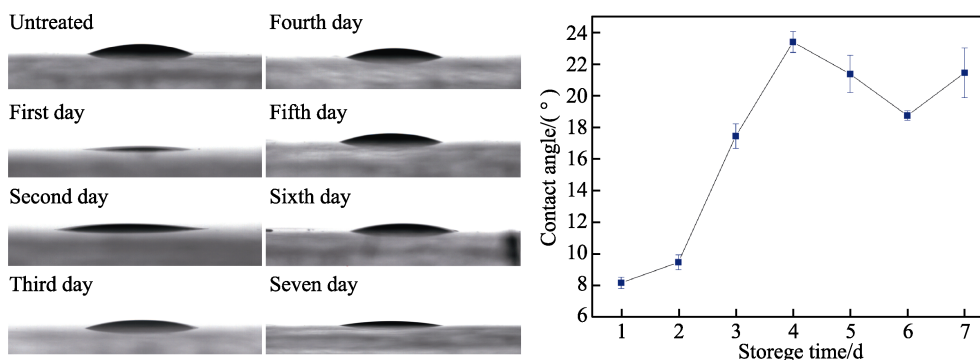 Untreated
Fourth day
First day
Fifth day
Second day
Sixth day
Third day
Seven day
Contact angle/( ° )
24
22
20
18
16
14
12
10
8
6
1 2 3 4 5 6 7
Storege time/d